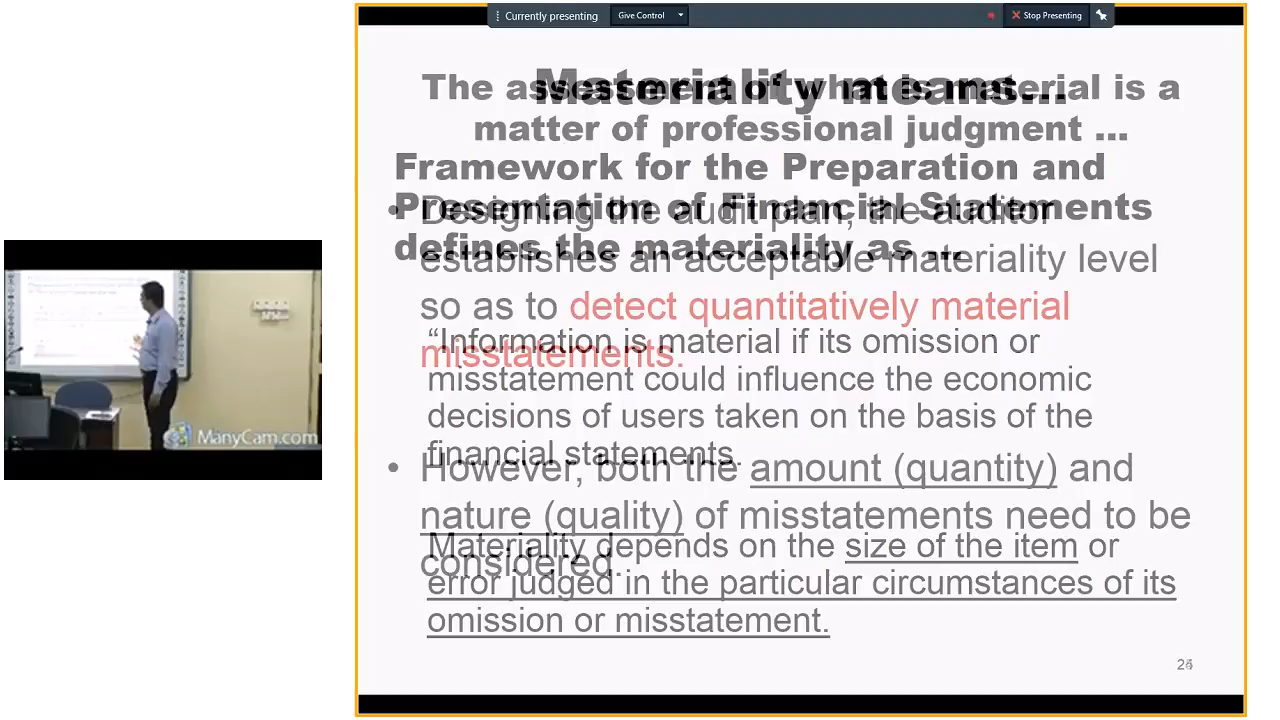 Currently presenting
Give Control
Stop Presenting
Materiality means...
Framework for the Preparation and
Presentation of Financial Statements
defines the materiality as ...
“Information is material if its omission or
misstatement could influence the economic
decisions of users taken on the basis of the
financial statements.
Materiality depends on the size of the item or
error judged in the particular circumstances of its
omission or misstatement.
The assessment of what is material is a
matter of professional judgment ...
• Designing the audit plan, the auditor
establishes an acceptable materiality level
so as to detect quantitatively material
misstatements.
• However, both the amount (quantity) and
nature (quality) of misstatements need to be
considered.
ManyCam.com